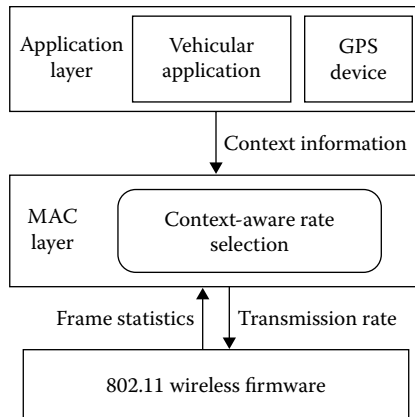 Application
layer
Vehicular
application
GPS
device
Context information
MAC
layer
Context-aware rate
selection
Frame statistics
Transmission rate
802.11 wireless firmware